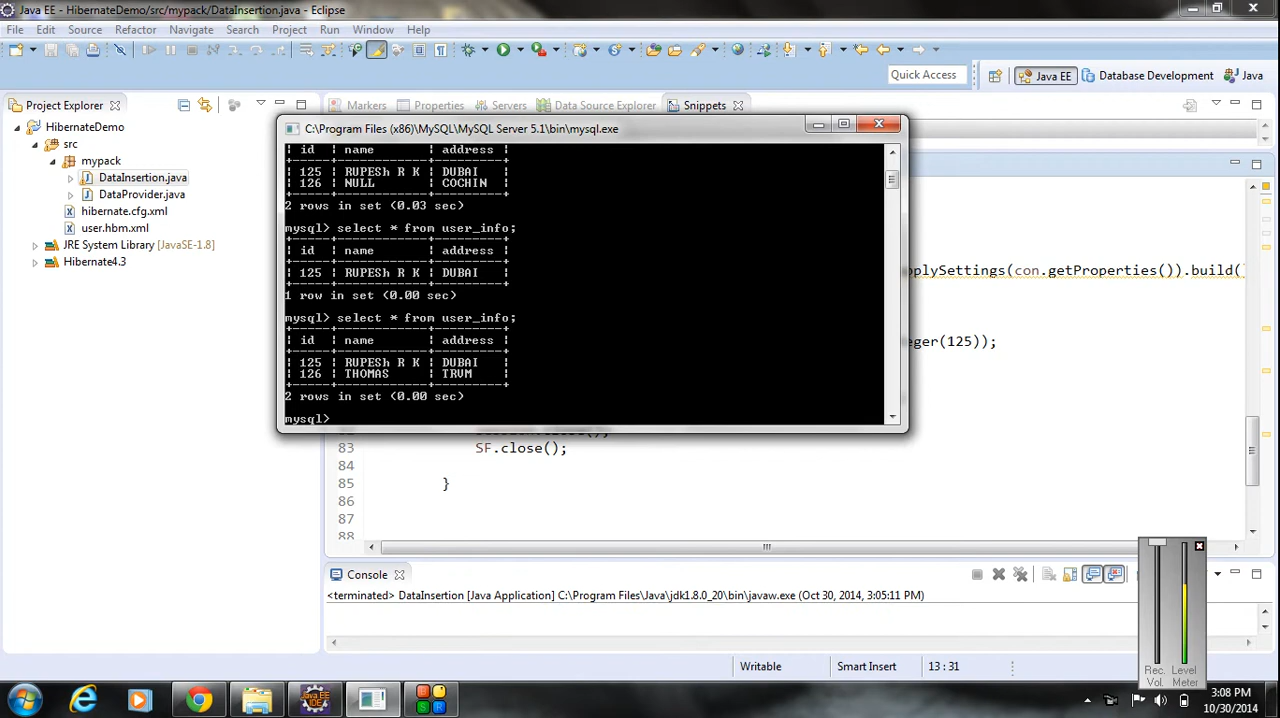 Java EE - HibernateDemo/src/mypack/DataInsertion.java - Eclipse
File Edit Source Refactor Navigate Search Project Run Window Help
Quick Access
Java EE
Database Development
Java
Project Explorer
HibernateDemo
src
mypack
DataInsertion.java
DataProvider.java
hibernate.cfg.xml
user.hbm.xml
JRE System Library [JavaSE-1.8]
Hibernate4.3
Markers Properties Servers Data Source Explorer Snippets
C:\Program Files (x86)\MySQL\MySQL Server 5.1\bin\mysql.exe
| id | name | address |
| 125 | RUPESh R K | DUBAI |
| 126 | NULL | COCHIN |
2 rows in set (0.03 sec)
mysql> select * from user_info;
| id | name | address |
| 125 | RUPESh R K | DUBAI |
1 row in set (0.00 sec)
mysql> select * from user_info;
| id | name | address |
| 125 | RUPESh R K | DUBAI |
| 126 | THOMAS | TRVM |
2 rows in set (0.00 sec)
mysql>
pplySettings(con.getProperties()).build(
eger(125));
83 SF.close();
84
85 }
86
87
88
Console
<terminated> DataInsertion [Java Application] C:\Program Files\Java\jdk1.8.0_20\bin\javaw.exe (Oct 30, 2014, 3:05:11 PM)
Writable
Smart Insert
13 : 31
Rec. Vol.
Level Meter
Java EE IDE
3:08 PM
10/30/2014